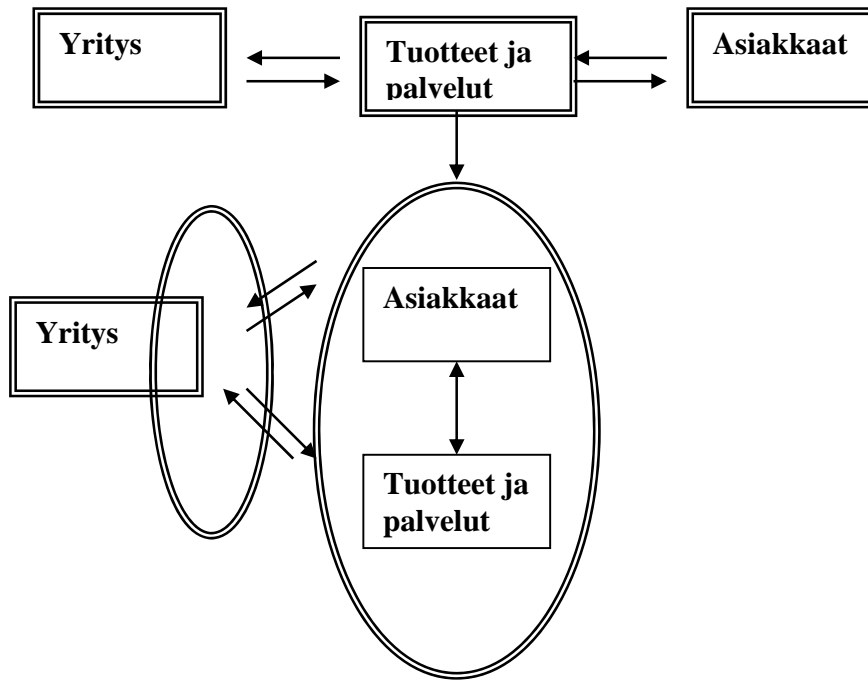 Yritys
Tuotteet ja
palvelut
Asiakkaat
Asiakkaat
Yritys
Tuotteet ja
palvelut